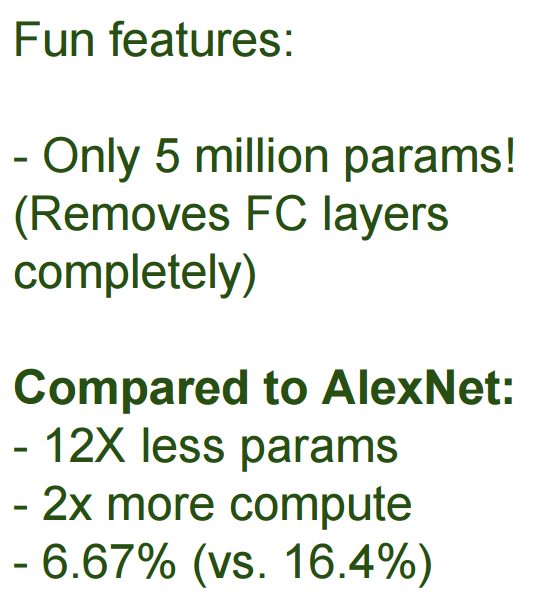 Fun features:
- Only 5 million params!
(Removes FC layers
completely)
Compared to AlexNet:
- 12X less params
- 2x more compute
- 6.67% (vs. 16.4%)